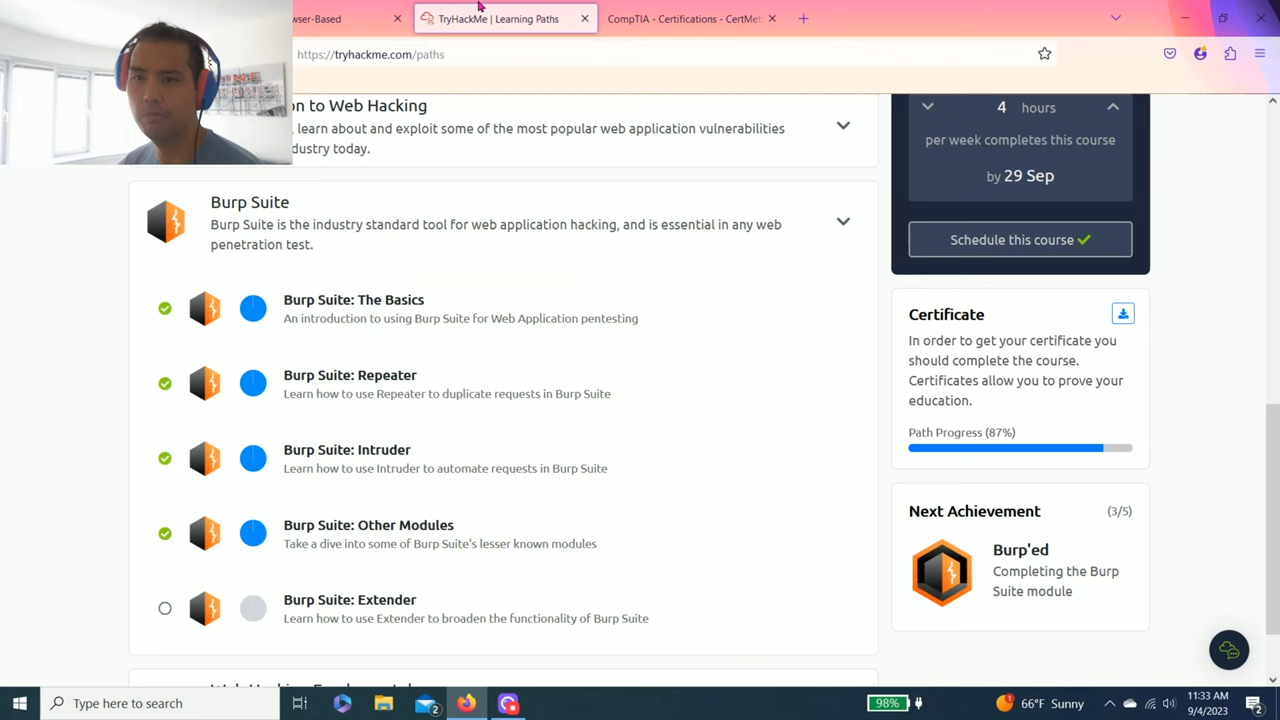 wser-Based
TryHackMe | Learning Paths
CompTIA - Certifications - CertMet
https://tryhackme.com/paths
on to Web Hacking
, learn about and exploit some of the most popular web application vulnerabilities
dustry today.
4 hours
per week completes this course
by 29 Sep
Schedule this course
Burp Suite
Burp Suite is the industry standard tool for web application hacking, and is essential in any web
penetration test.
Burp Suite: The Basics
An introduction to using Burp Suite for Web Application pentesting
Burp Suite: Repeater
Learn how to use Repeater to duplicate requests in Burp Suite
Burp Suite: Intruder
Learn how to use Intruder to automate requests in Burp Suite
Burp Suite: Other Modules
Take a dive into some of Burp Suite's lesser known modules
Burp Suite: Extender
Learn how to use Extender to broaden the functionality of Burp Suite
Certificate
In order to get your certificate you
should complete the course.
Certificates allow you to prove your
education.
Path Progress (87%)
Next Achievement (3/5)
Burp'ed
Completing the Burp
Suite module
Type here to search
2
98%
1
66°F Sunny
11:33 AM
9/4/2023
2